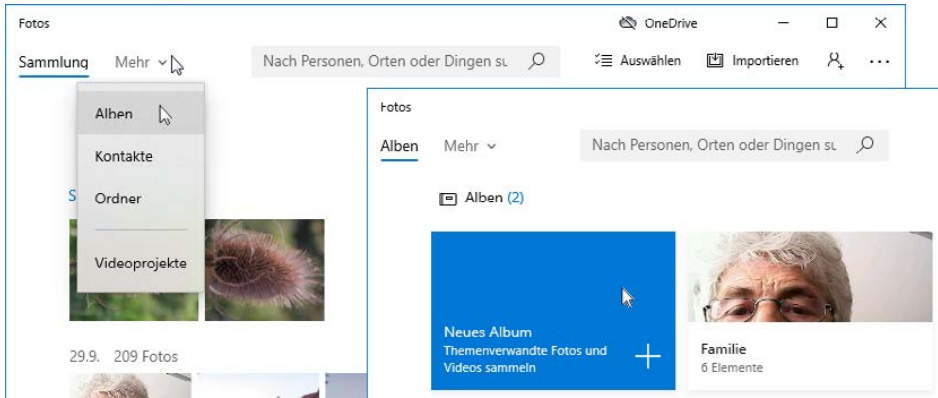 Fotos
OneDrive
Sammlung Mehr
Nach Personen, Orten oder Dingen su
Auswählen
Importieren
Alben
Kontakte
Ordner
Videoprojekte
S
29.9. 209 Fotos
Fotos
Alben Mehr
Nach Personen, Orten oder Dingen su
Alben (2)
Neues Album
Themenverwandte Fotos und
Videos sammeln
Familie
6 Elemente